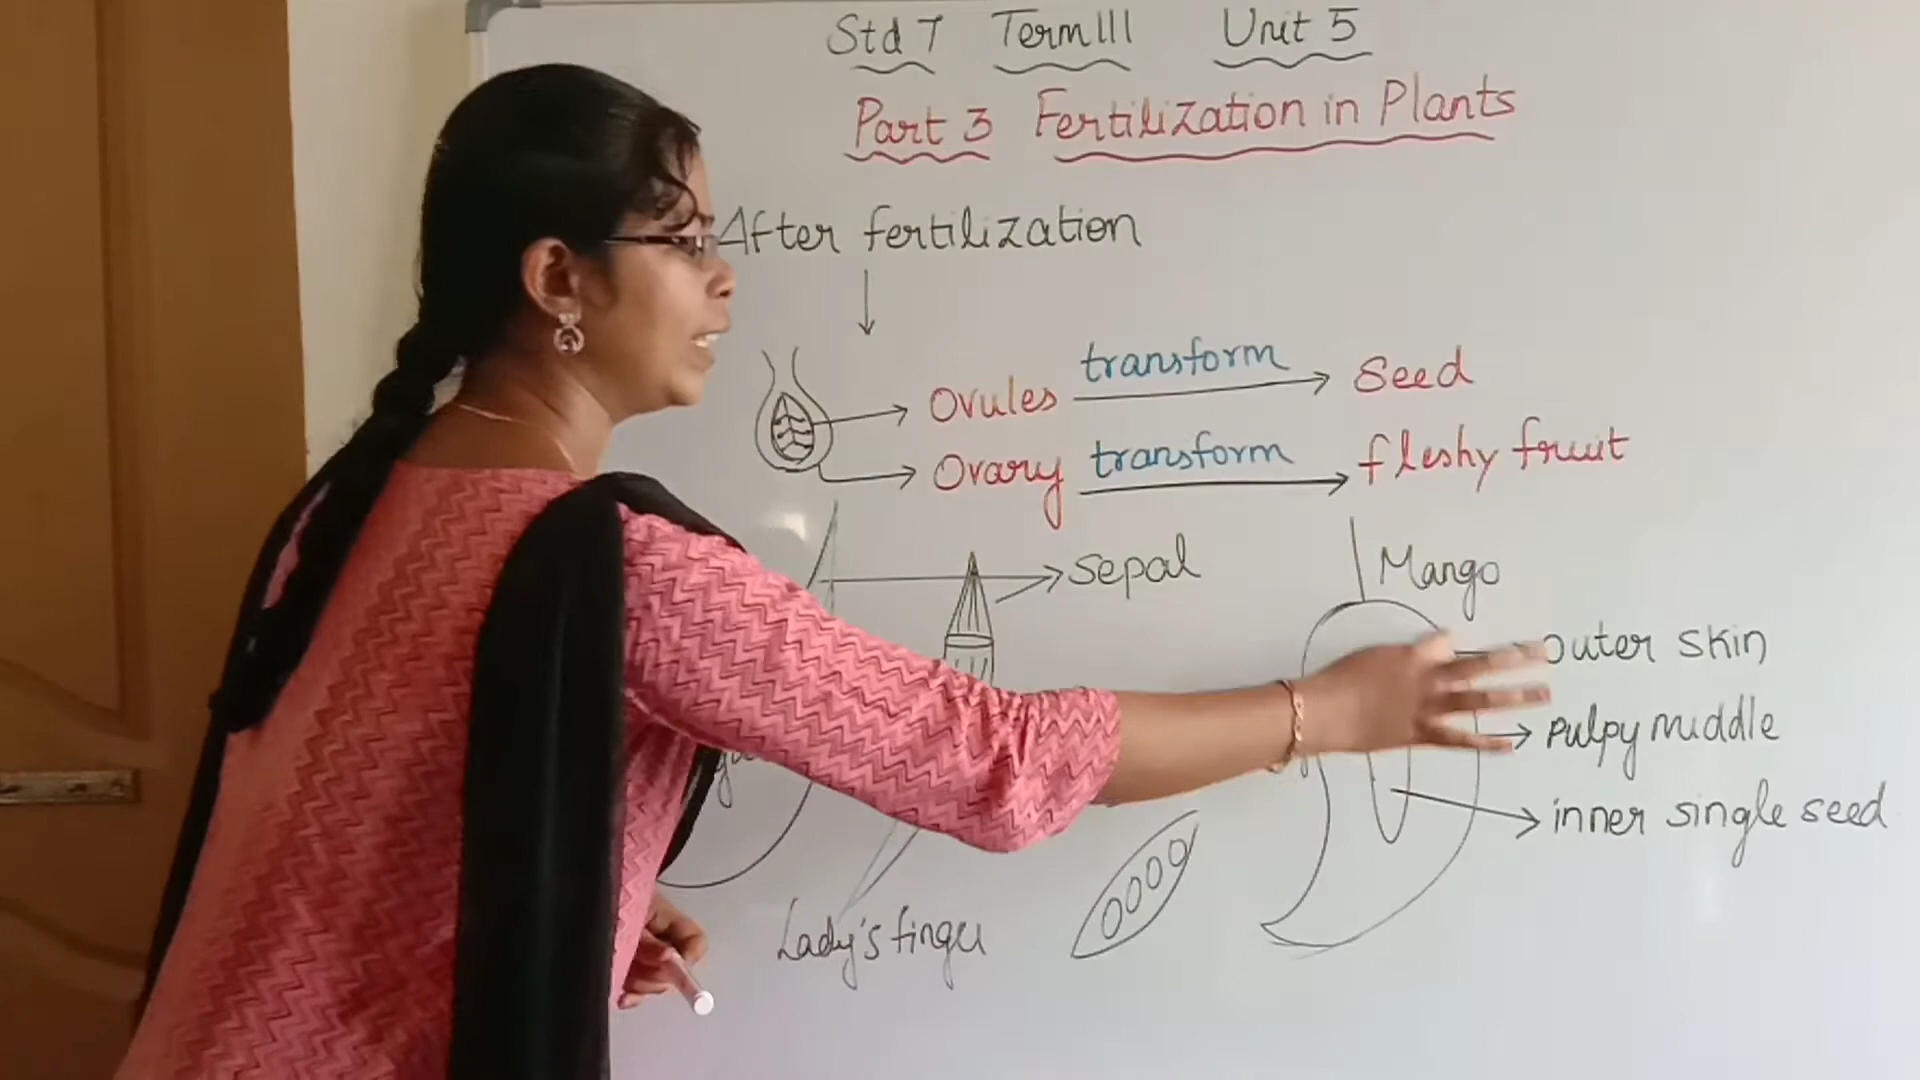 Std 7 Term III Unit 5
Part 3 Fertilization in Plants
After fertilization
Ovules transform Seed
Ovary transform fleshy fruit
Sepal
Mango
outer skin
pulpy middle
inner single seed
Lady's finger